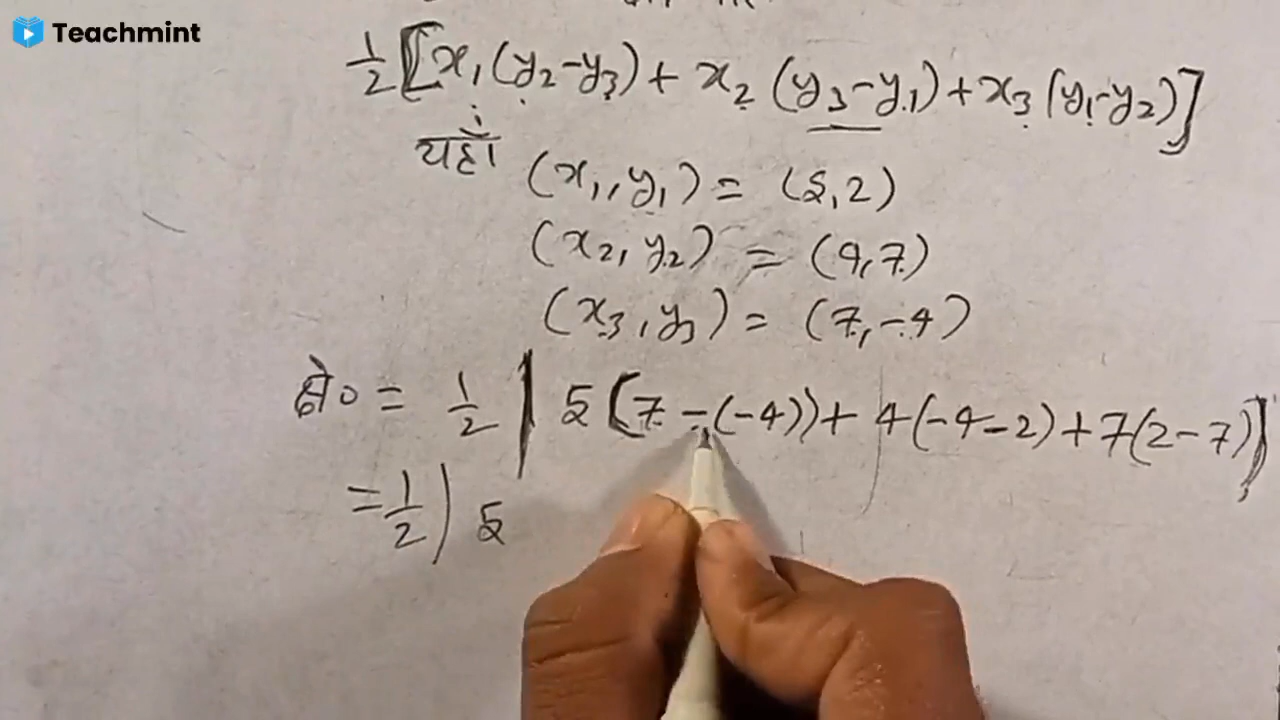 Teachmint
1/2 [x₁(y₂-y₃) + x₂ (y₃-y₁) + x₃ (y₁-y₂)]
यहाँ
(x₁, y₁) = (5, 2)
(x₂, y₂) = (9, 7)
(x₃, y₃) = (7, -4)
क्षे० = 1/2 | 5 (7 - (-4)) + 4(-4-2) + 7(2-7)|
= 1/2 | 5